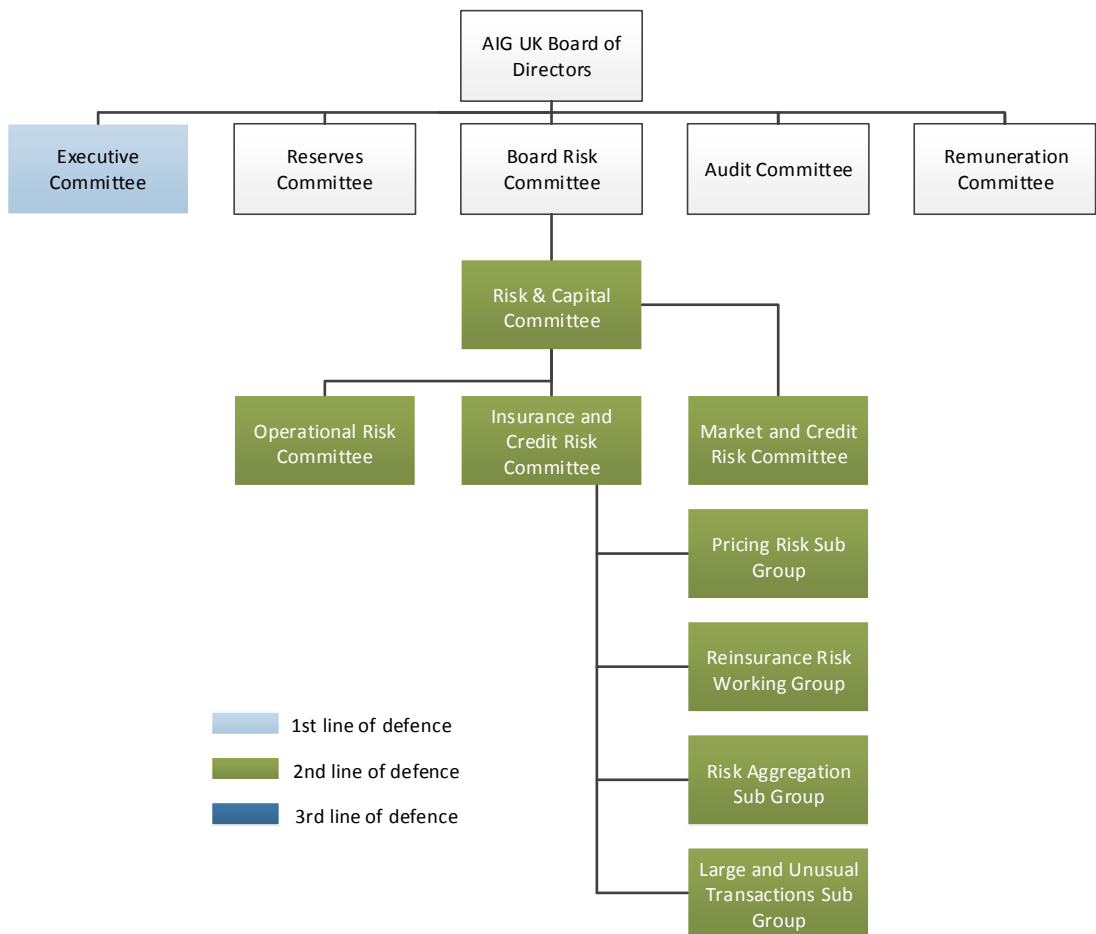 AIG UK Board of
Directors
Executive
Committee
Reserves
Committee
Board Risk
Committee
Audit Committee
Remuneration
Committee
Risk & Capital
Committee
Operational Risk
Committee
Insurance and
Credit Risk
Committee
Market and Credit
Risk Committee
Pricing Risk Sub
Group
Reinsurance Risk
Working Group
Risk Aggregation
Sub Group
Large and Unusual
Transactions Sub
Group
1st line of defence
2nd line of defence
3rd line of defence